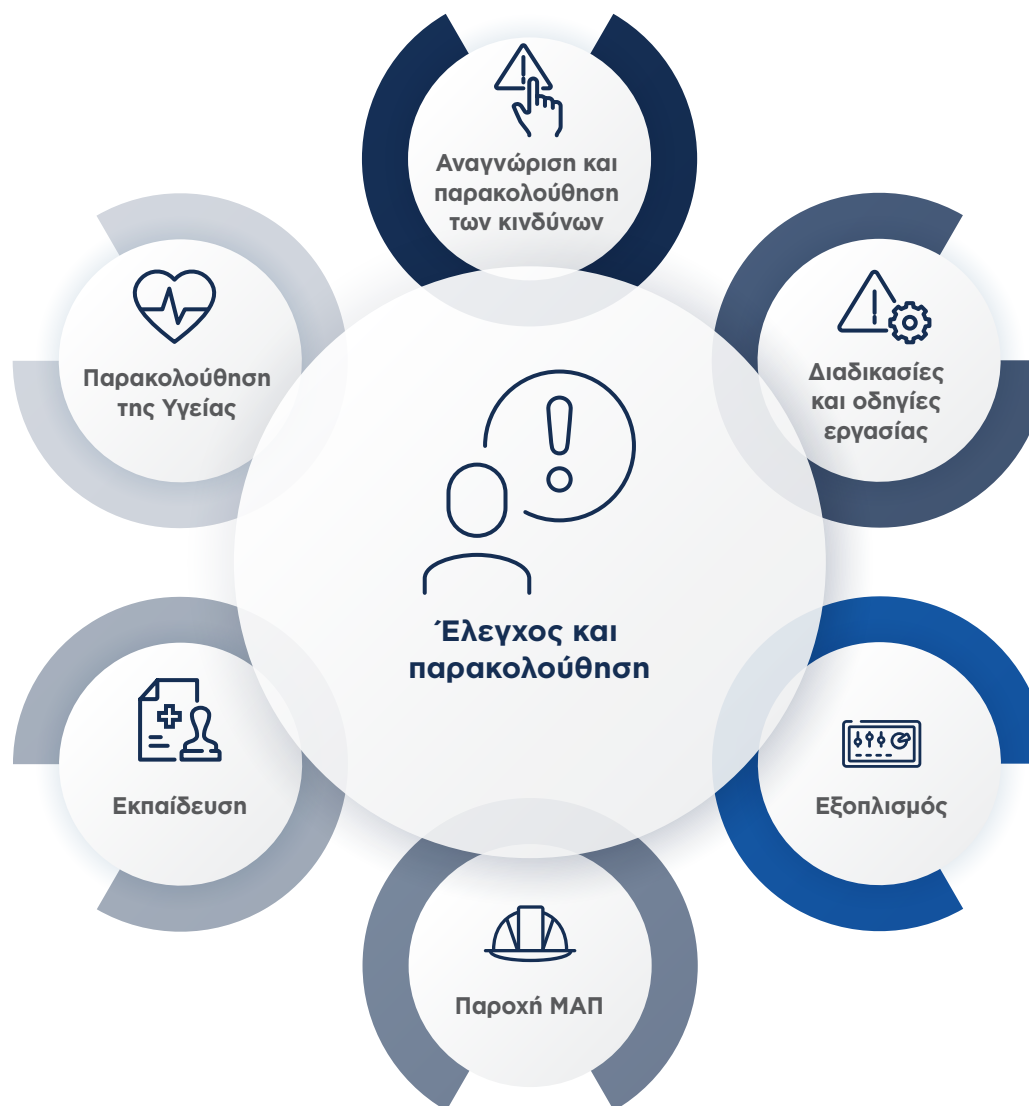 Αναγνώριση και
παρακολούθηση
των κινδύνων
Παρακολούθηση
της Υγείας
Διαδικασίες
και οδηγίες
εργασίας
Έλεγχος και
παρακολούθηση
Εκπαίδευση
Εξοπλισμός
Παροχή ΜΑΠ